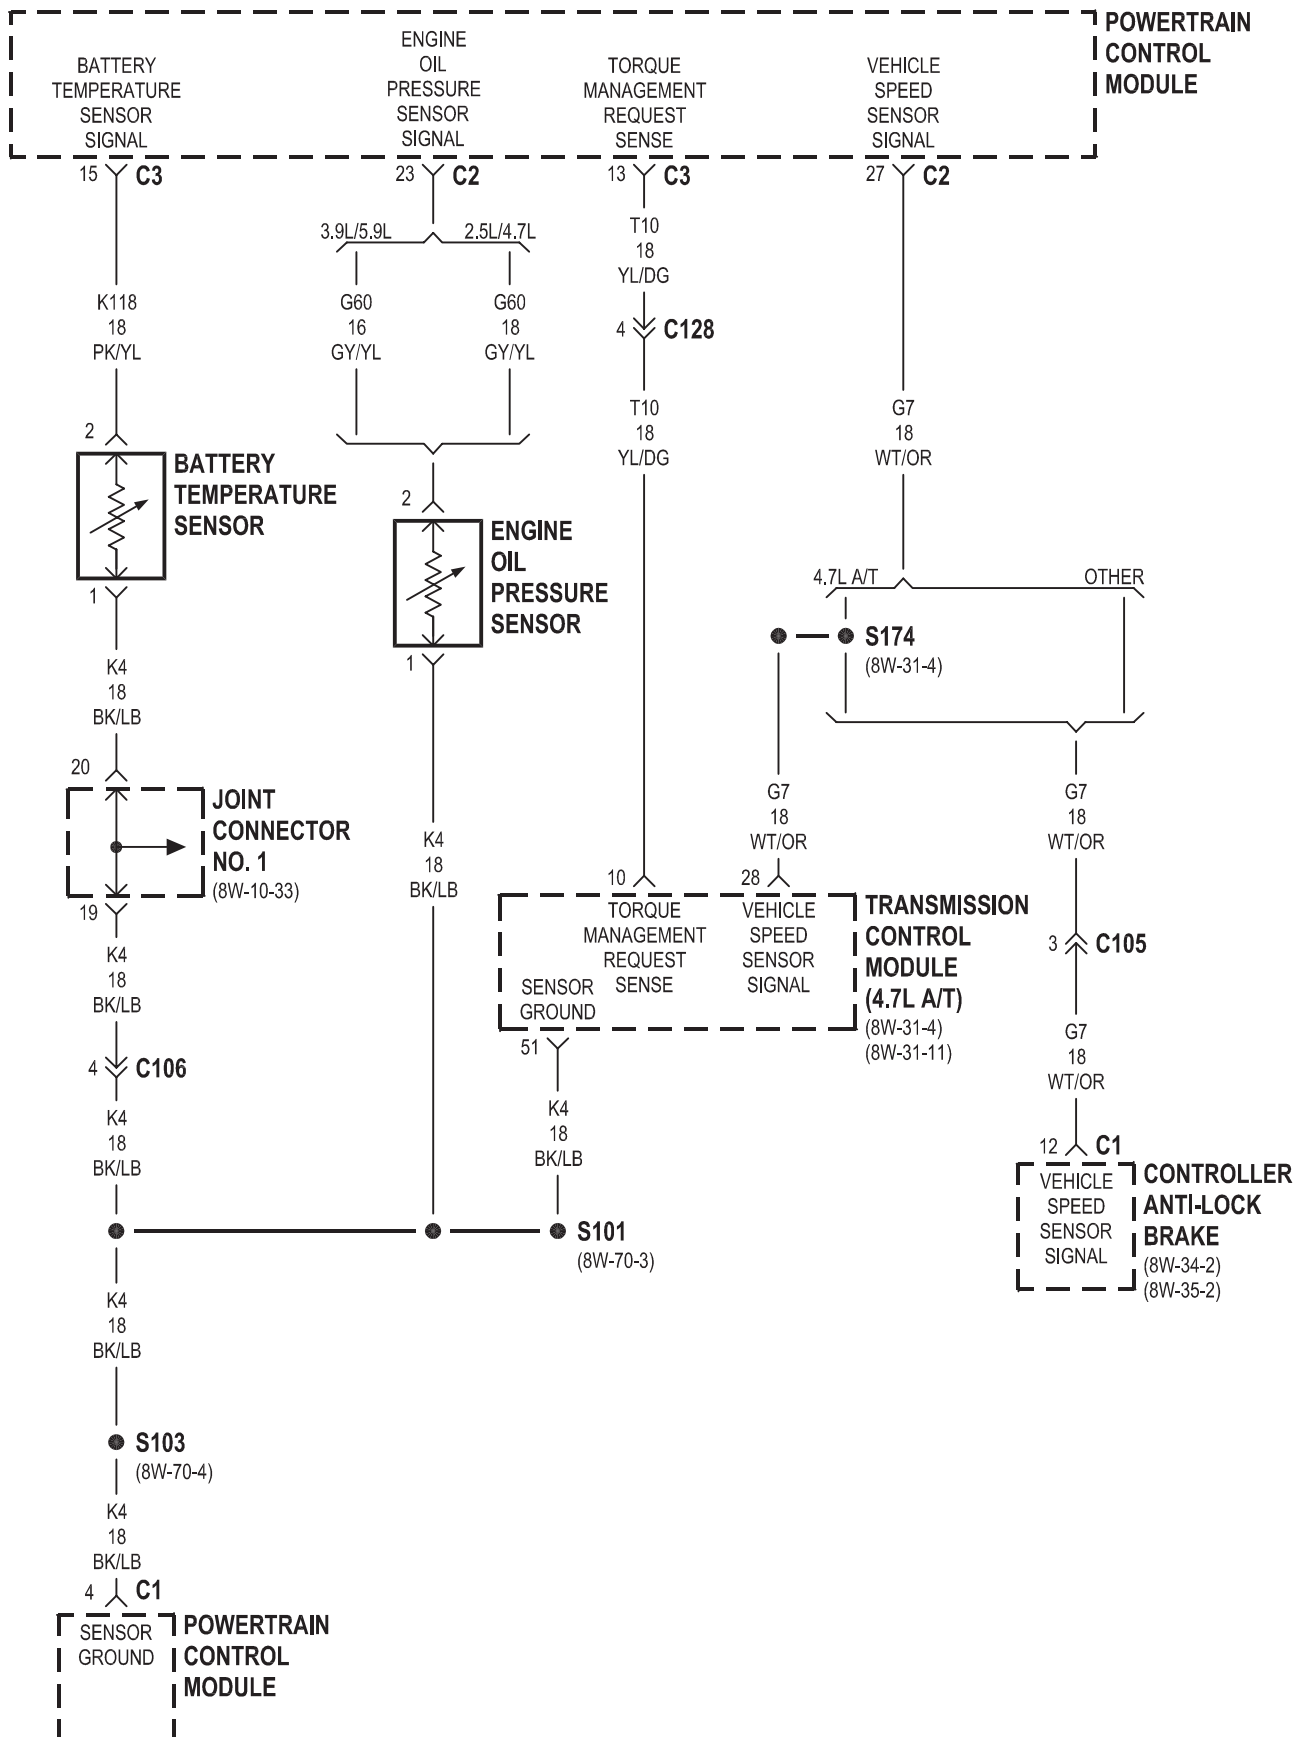 POWERTRAIN
CONTROL
MODULE
BATTERY
TEMPERATURE
SENSOR
SIGNAL
ENGINE
OIL
PRESSURE
SENSOR
SIGNAL
TORQUE
MANAGEMENT
REQUEST
SENSE
VEHICLE
SPEED
SENSOR
SIGNAL
15 C3
23 C2
13 C3
27 C2
K118
18
PK/YL
3.9L/5.9L
2.5L/4.7L
G60
16
GY/YL
G60
18
GY/YL
T10
18
YL/DG
4 C128
T10
18
YL/DG
G7
18
WT/OR
2
BATTERY
TEMPERATURE
SENSOR
1
2
ENGINE
OIL
PRESSURE
SENSOR
1
4.7L A/T
OTHER
S174
(8W-31-4)
K4
18
BK/LB
20
JOINT
CONNECTOR
NO. 1
(8W-10-33)
19
K4
18
BK/LB
4 C106
K4
18
BK/LB
K4
18
BK/LB
G7
18
WT/OR
G7
18
WT/OR
10
28
TORQUE
MANAGEMENT
REQUEST
SENSE
VEHICLE
SPEED
SENSOR
SIGNAL
SENSOR
GROUND
TRANSMISSION
CONTROL
MODULE
(4.7L A/T)
(8W-31-4)
(8W-31-11)
51
K4
18
BK/LB
3 C105
G7
18
WT/OR
12 C1
VEHICLE
SPEED
SENSOR
SIGNAL
CONTROLLER
ANTI-LOCK
BRAKE
(8W-34-2)
(8W-35-2)
S101
(8W-70-3)
K4
18
BK/LB
S103
(8W-70-4)
K4
18
BK/LB
4 C1
SENSOR
GROUND
POWERTRAIN
CONTROL
MODULE